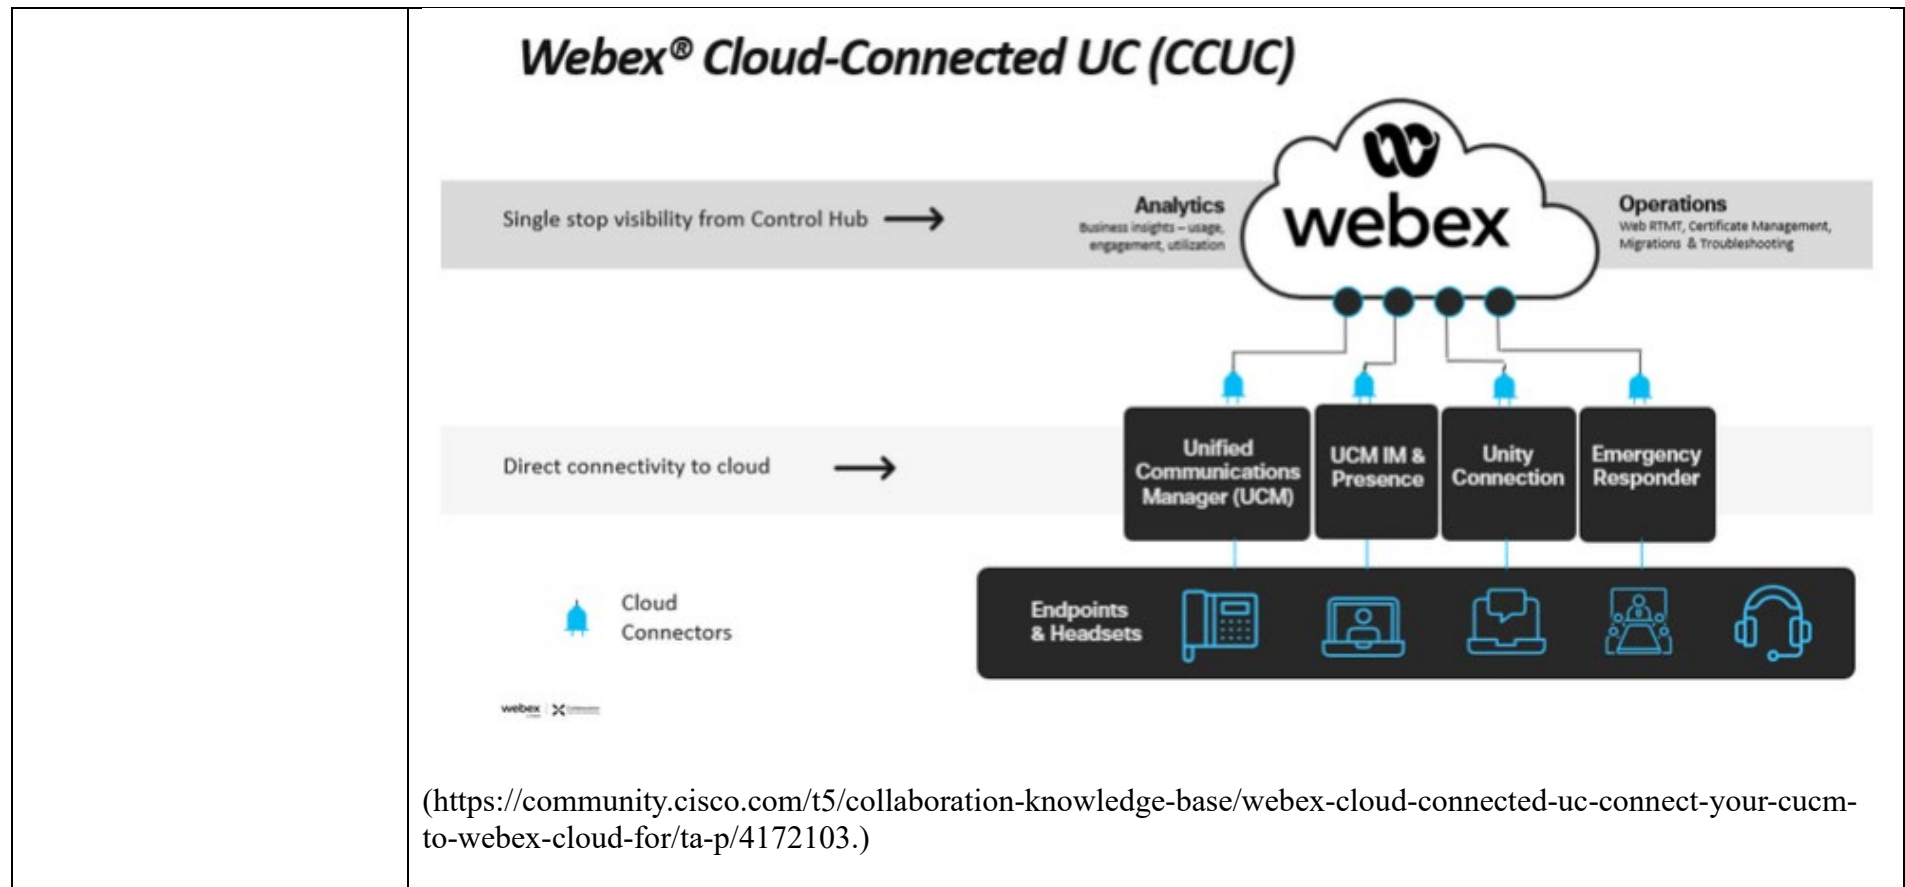 Webex® Cloud-Connected UC (CCUC)
Single stop visibility from Control Hub
Analytics
Business insights – usage,
engagement, utilization
webex
Operations
Web RTMT, Certificate Management,
Migrations & Troubleshooting
Direct connectivity to cloud
Unified
Communications
Manager (UCM)
UCM IM &
Presence
Unity
Connection
Emergency
Responder
Cloud
Connectors
Endpoints
& Headsets
webex
(https://community.cisco.com/t5/collaboration-knowledge-base/webex-cloud-connected-uc-connect-your-cucm-
to-webex-cloud-for/ta-p/4172103.)